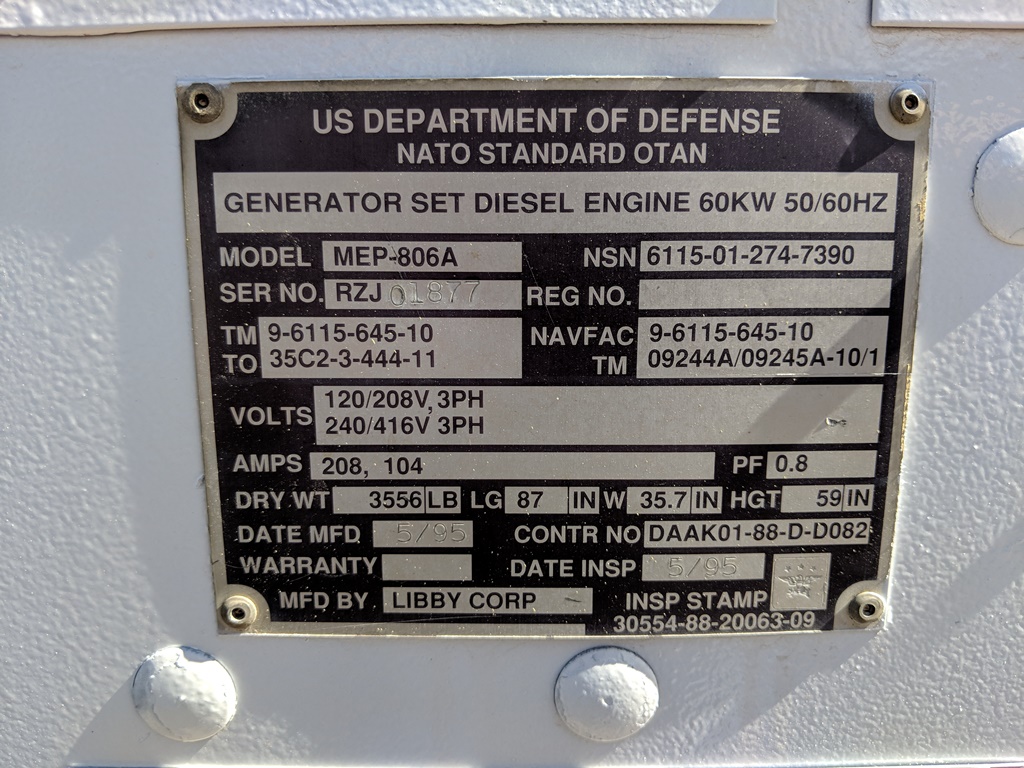 US DEPARTMENT OF DEFENSE
NATO STANDARD OTAN
GENERATOR SET DIESEL ENGINE 60KW 50/60HZ
MODEL MEP-806A NSN 6115-01-274-7390
SER NO. RZJ 01877 REG NO.
TM 9-6115-645-10 NAVFAC 9-6115-645-10
TO 35C2-3-444-11 TM 09244A/09245A-10/1
VOLTS 120/208V, 3PH
240/416V 3PH
AMPS 208, 104 PF 0.8
DRY WT 3556 LB LG 87 IN W 35.7 IN HGT 59 IN
DATE MFD 5/95 CONTR NO DAAK01-88-D-D082
WARRANTY DATE INSP 5/95
MFD BY LIBBY CORP INSP STAMP
30554-88-20063-09